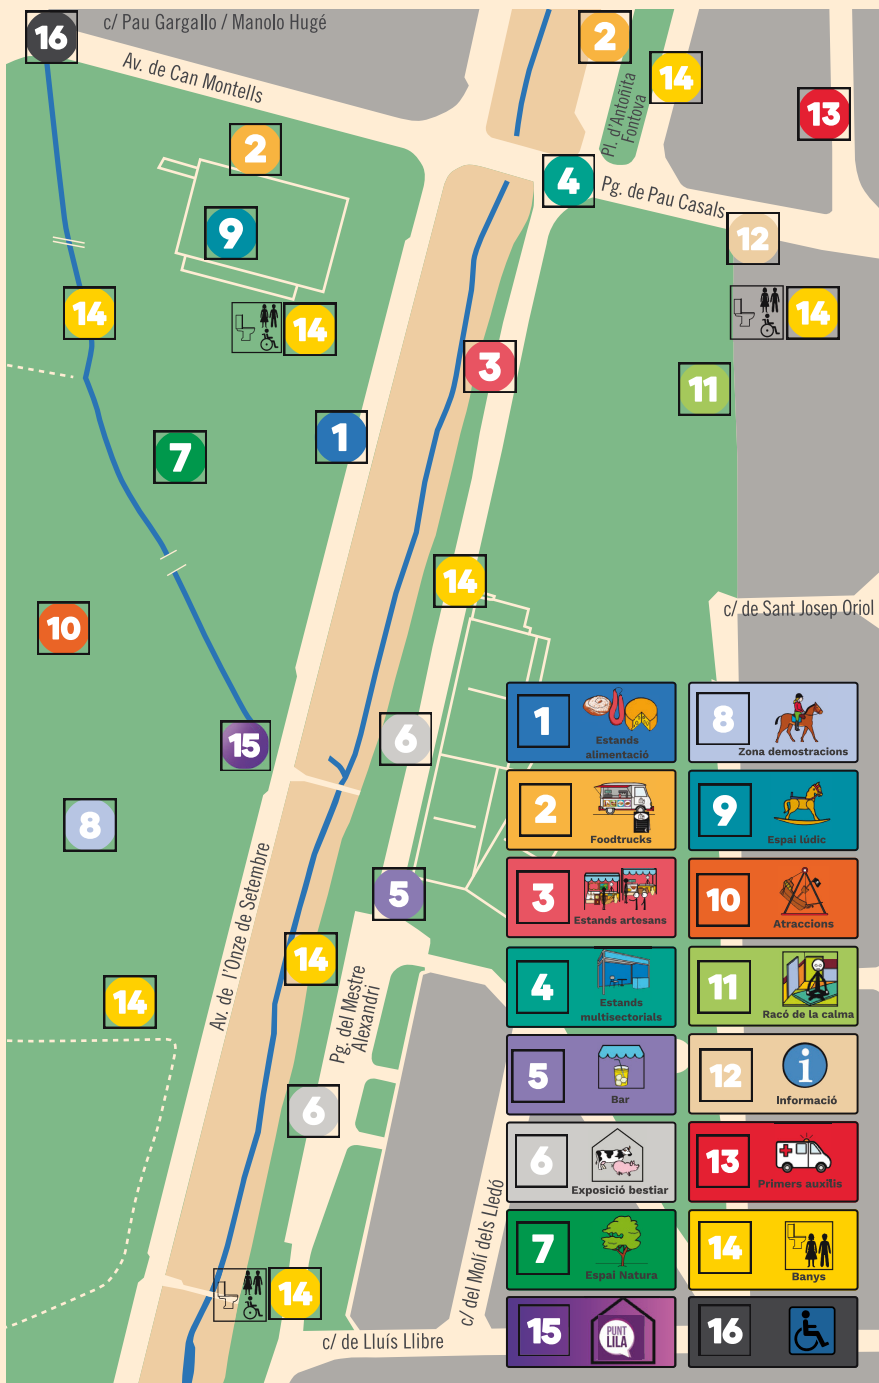 16
c/ Pau Gargallo / Manolo Hugé
2
Av. de Can Montells
14
Pl. d'Antoñita
Fontova
13
2
4
Pg. de Pau Casals
9
12
14
14
14
3
11
1
7
14
10
c/ de Sant Josep Oriol
15
6
8
5
Av. de l'Onze de Setembre
14
14
Pg. del Mestre
Alexandri
6
14
c/ del Molí dels Lledó
c/ de Lluís Llibre
1
Estands
alimentació
8
Zona demostracions
2
Foodtrucks
9
Espai lúdic
3
Estands artesans
10
Atraccions
4
Estands
multisectorials
11
Racó de la calma
5
Bar
12
i
Informació
6
Exposició bestiar
13
Primers auxilis
7
Espai Natura
14
Banys
15
PUNT
LILA
16